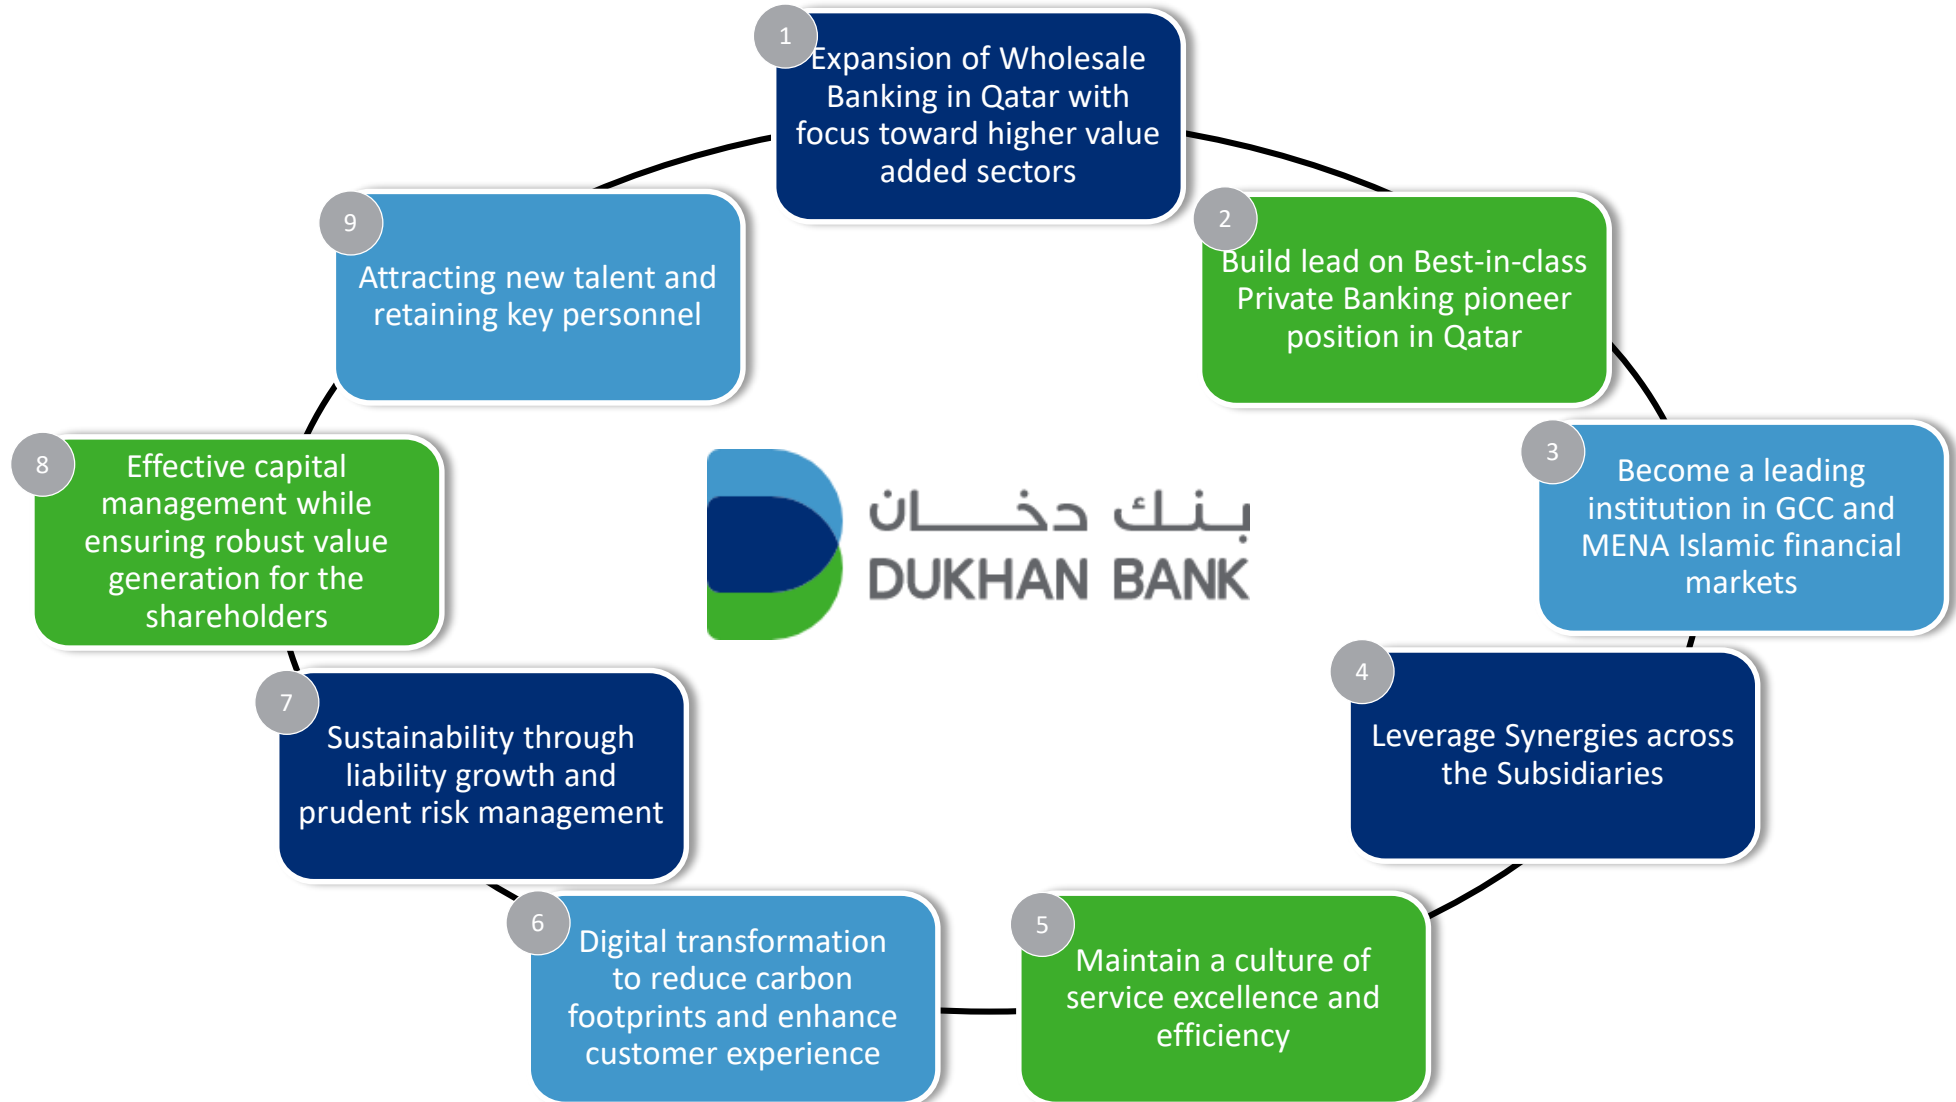 1
Expansion of Wholesale
Banking in Qatar with
focus toward higher value
added sectors
2
Build lead on Best-in-class
Private Banking pioneer
position in Qatar
3
Become a leading
institution in GCC and
MENA Islamic financial
markets
4
Leverage Synergies across
the Subsidiaries
5
Maintain a culture of
service excellence and
efficiency
6
Digital transformation
to reduce carbon
footprints and enhance
customer experience
7
Sustainability through
liability growth and
prudent risk management
8
Effective capital
management while
ensuring robust value
generation for the
shareholders
9
Attracting new talent and
retaining key personnel
بنك دخان
DUKHAN BANK